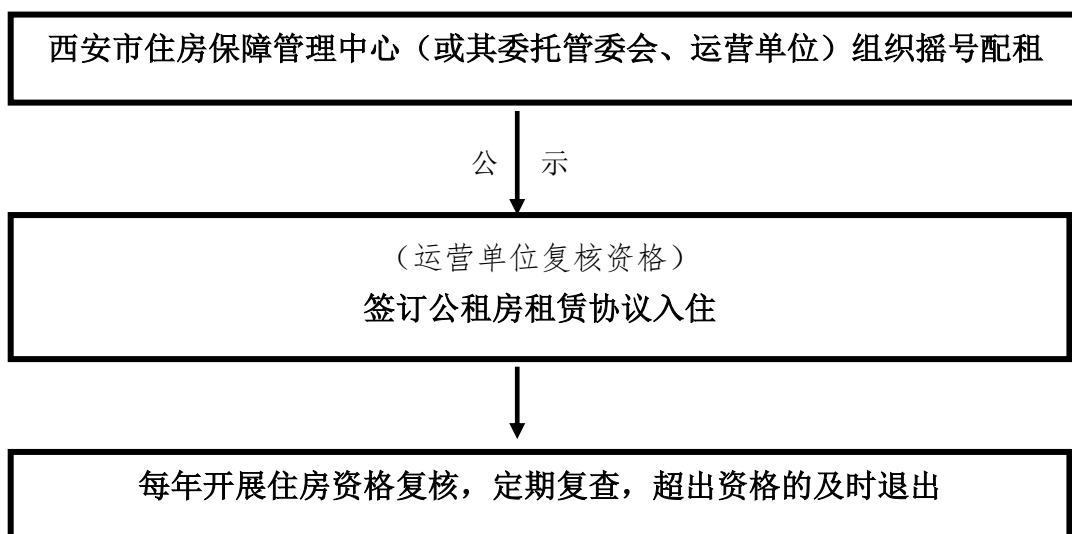 西安市住房保障管理中心（或其委托管委会、运营单位）组织摇号配租
公 示
（运营单位复核资格）
签订公租房租赁协议入住
每年开展住房资格复核，定期复查，超出资格的及时退出